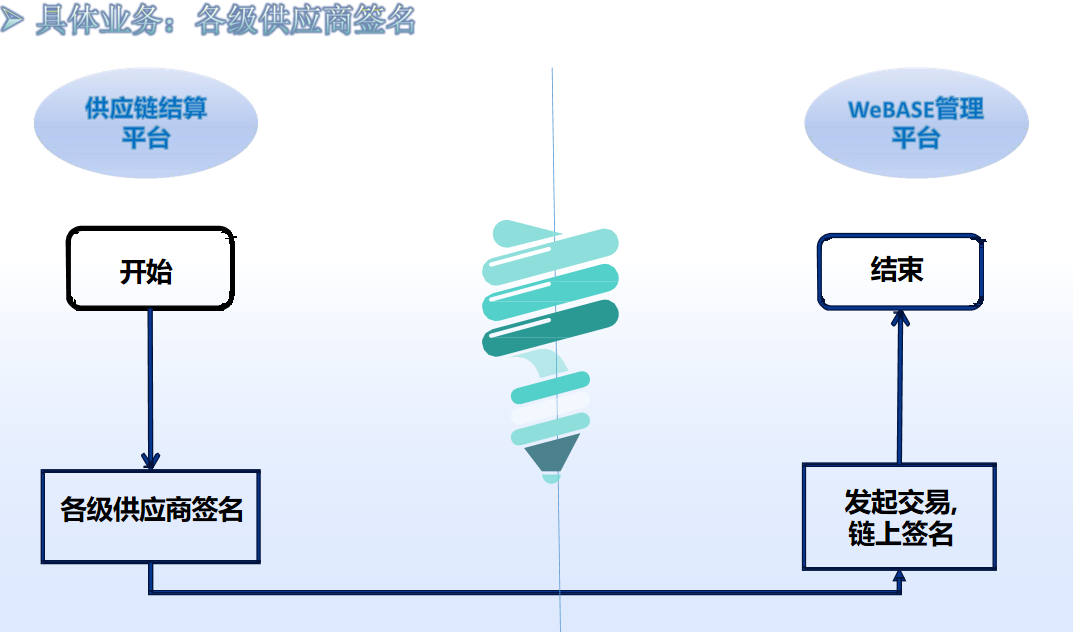 具体业务：各级供应商签名
供应链结算
平台
WeBASE管理
平台
开始
结束
各级供应商签名
发起交易,
链上签名